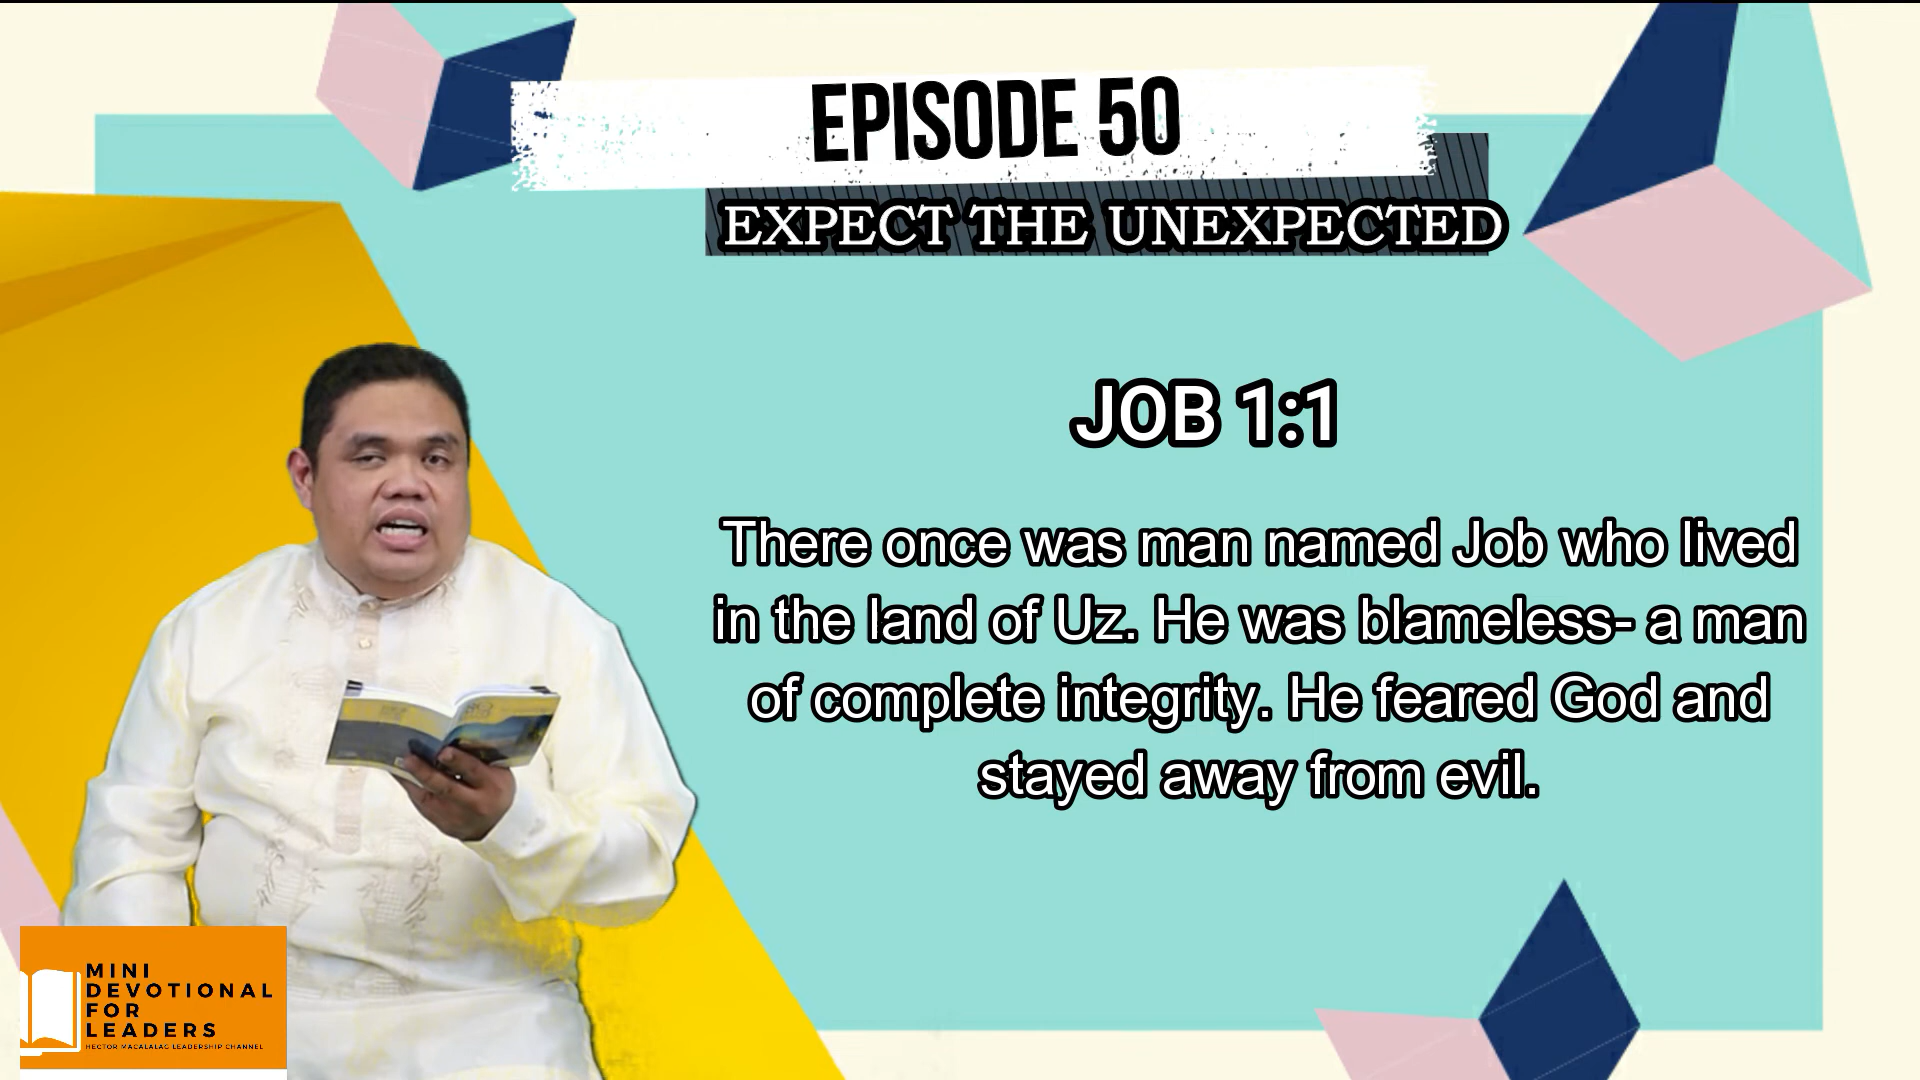 EPISODE 50
EXPECT THE UNEXPECTED
JOB 1:1
There once was man named Job who lived
in the land of Uz. He was blameless- a man
of complete integrity. He feared God and
stayed away from evil.
MINI
DEVOTIONAL
FOR
LEADERS
HECTOR MACALALAG LEADERSHIP CHANNEL